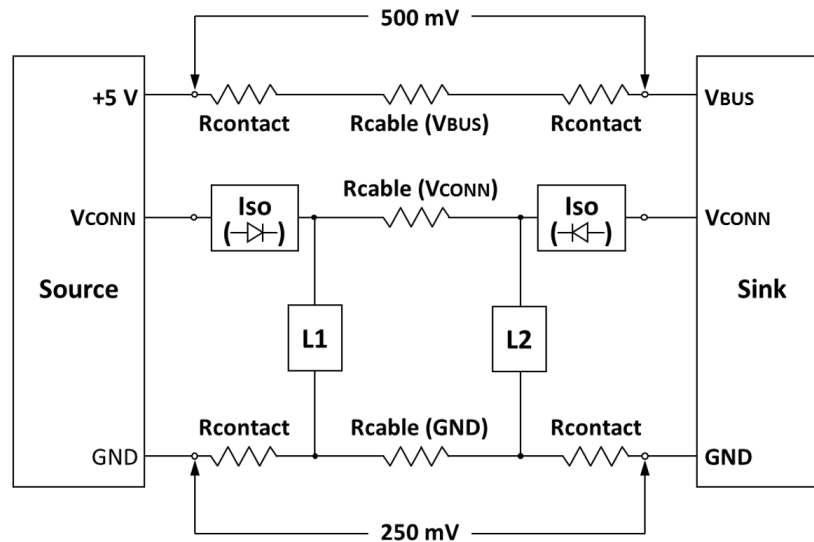 500 mV
+5 V
VBUS
Rcontact
Rcable (VBUS)
Rcontact
Rcable (VCONN)
Iso
Iso
( )
( )
VCONN
VCONN
Source
Sink
L1
L2
Rcontact
Rcable (GND)
Rcontact
GND
GND
250 mV